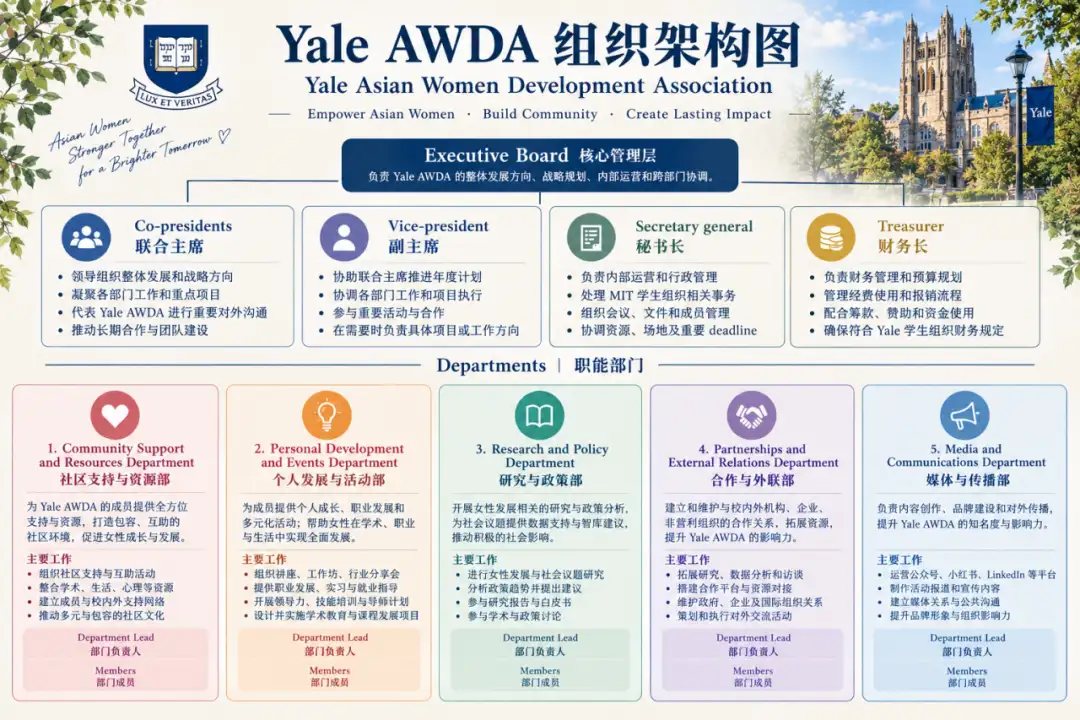 Yale AWDA 组织架构图
Yale Asian Women Development Association
Empower Asian Women · Build Community · Create Lasting Impact
LUX ET VERITAS
Asian Women
Stronger Together
for a Brighter Tomorrow ♡
Yale
Executive Board 核心管理层
负责 Yale AWDA 的整体发展方向、战略规划、内部运营和跨部门协调。
Co-presidents
联合主席
• 领导组织整体发展和战略方向
• 凝聚各部门工作和重点项目
• 代表 Yale AWDA 进行重要对外沟通
• 推动长期合作与团队建设
Vice-president
副主席
• 协助联合主席推进年度计划
• 协调各部门工作和项目执行
• 参与重要活动与合作
• 在需要时负责具体项目或工作方向
Secretary general
秘书长
• 负责内部运营和行政管理
• 处理 MIT 学生组织相关事务
• 组织会议、文件和成员管理
• 协调资源、场地及重要 deadline
Treasurer
财务长
• 负责财务管理和预算规划
• 管理经费使用和报销流程
• 配合筹款、赞助和资金使用
• 确保符合 Yale 学生组织财务规定
Departments | 职能部门
1. Community Support
and Resources Department
社区支持与资源部
为 Yale AWDA 的成员提供全方位
支持与资源，打造包容、互助的
社区环境，促进女性成长与发展。
主要工作
• 组织社区支持与互助活动
• 整合学术、生活、心理等资源
• 建立成员与校内外支持网络
• 推动多元与包容的社区文化
Department Lead
部门负责人
Members
部门成员
2. Personal Development
and Events Department
个人发展与活动部
为成员提供个人成长、职业发展和
多元化活动；帮助女性在学术、职业
与生活中实现全面发展。
主要工作
• 组织讲座、工作坊、行业分享会
• 提供职业发展、实习与就业指导
• 开展领导力、技能培训与导师计划
• 设计并实施学术教育与课程发展项目
Department Lead
部门负责人
Members
部门成员
3. Research and Policy
Department
研究与政策部
开展女性发展相关的研究与政策分析，
为社会议题提供数据支持与智库建议，
推动积极的社会影响。
主要工作
• 进行女性发展与社会议题研究
• 分析政策趋势并提出建议
• 参与研究报告与白皮书
• 参与学术与政策讨论
Department Lead
部门负责人
Members
部门成员
4. Partnerships and
External Relations Department
合作与外联部
建立和维护与校内外机构、企业、
非营利组织的合作关系，拓展资源，
提升 Yale AWDA 的影响力。
主要工作
• 拓展研究、数据分析和访谈
• 搭建合作平台与资源对接
• 维护政府、企业及国际组织关系
• 策划和执行对外交流活动
Department Lead
部门负责人
Members
部门成员
5. Media and
Communications Department
媒体与传播部
负责内容创作、品牌建设和对外传播，
提升 Yale AWDA 的知名度与影响力。
主要工作
• 运营公众号、小红书、LinkedIn 等平台
• 制作活动报道和宣传内容
• 建立媒体关系与公共沟通
• 提升品牌形象与组织影响力
Department Lead
部门负责人
Members
部门成员